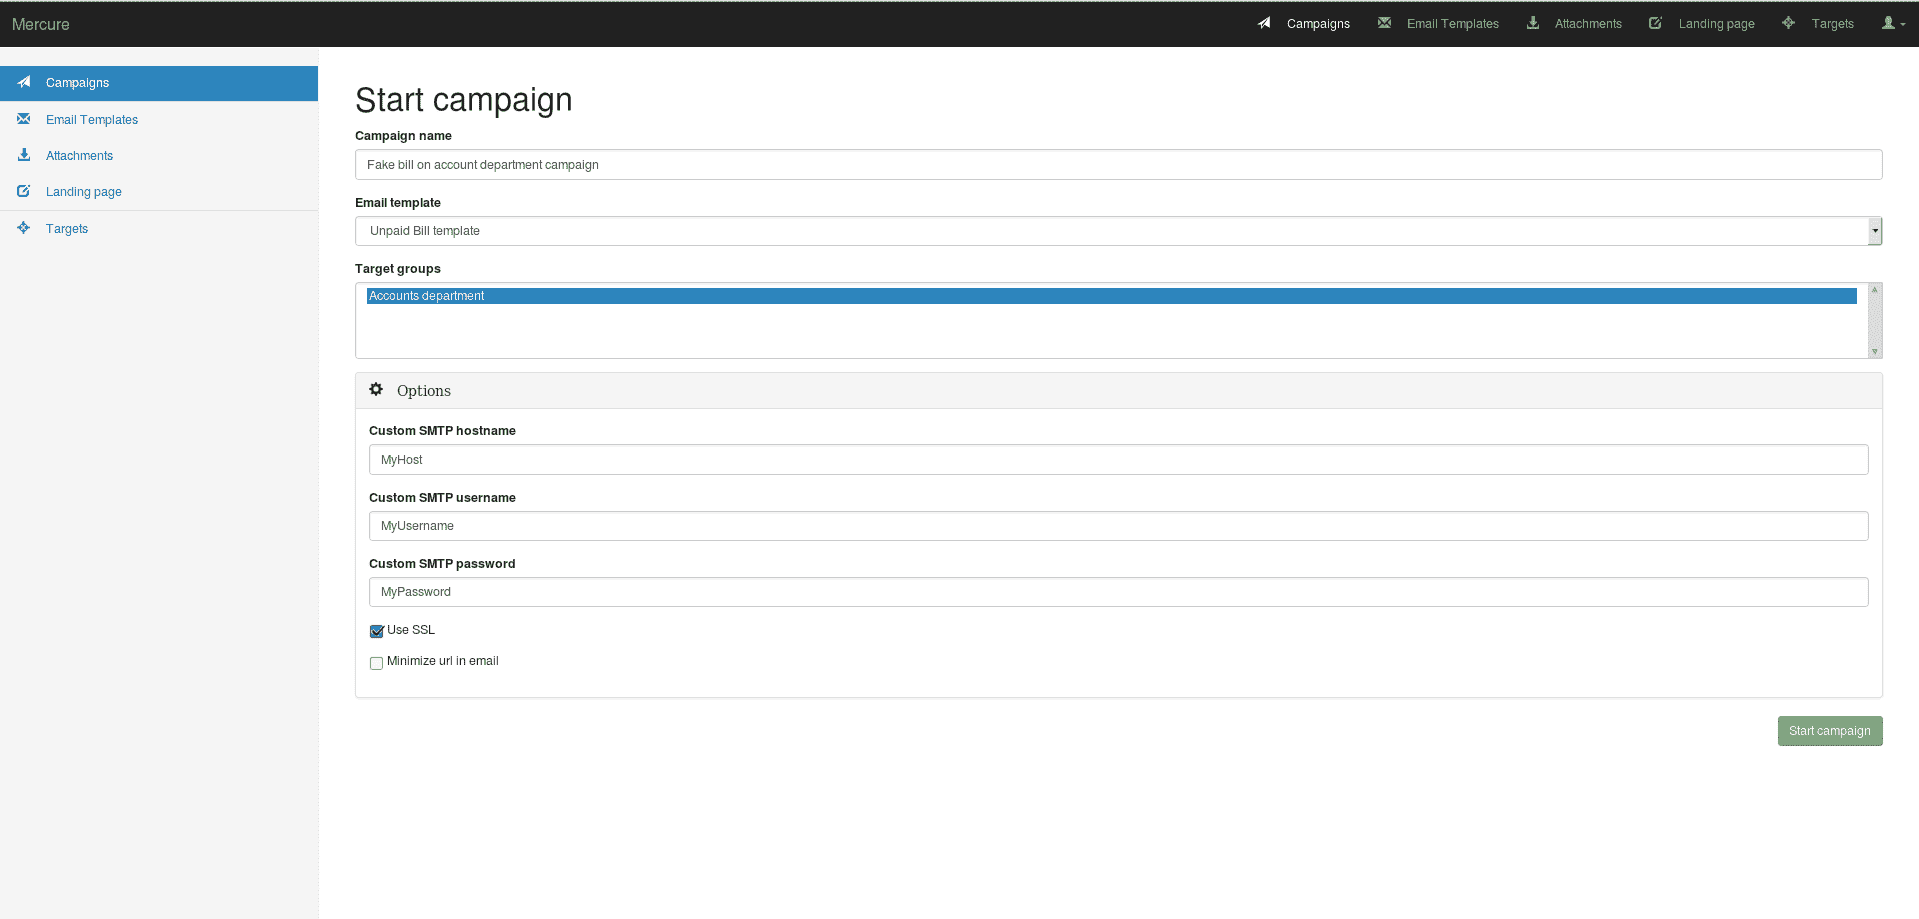 Mercure
Campaigns
Email Templates
Attachments
Landing page
Targets
Campaigns
Email Templates
Attachments
Landing page
Targets
Start campaign
Campaign name
Fake bill on account department campaign
Email template
Unpaid Bill template
Target groups
Accounts department
Options
Custom SMTP hostname
MyHost
Custom SMTP username
MyUsername
Custom SMTP password
MyPassword
Use SSL
Minimize url in email
Start campaign